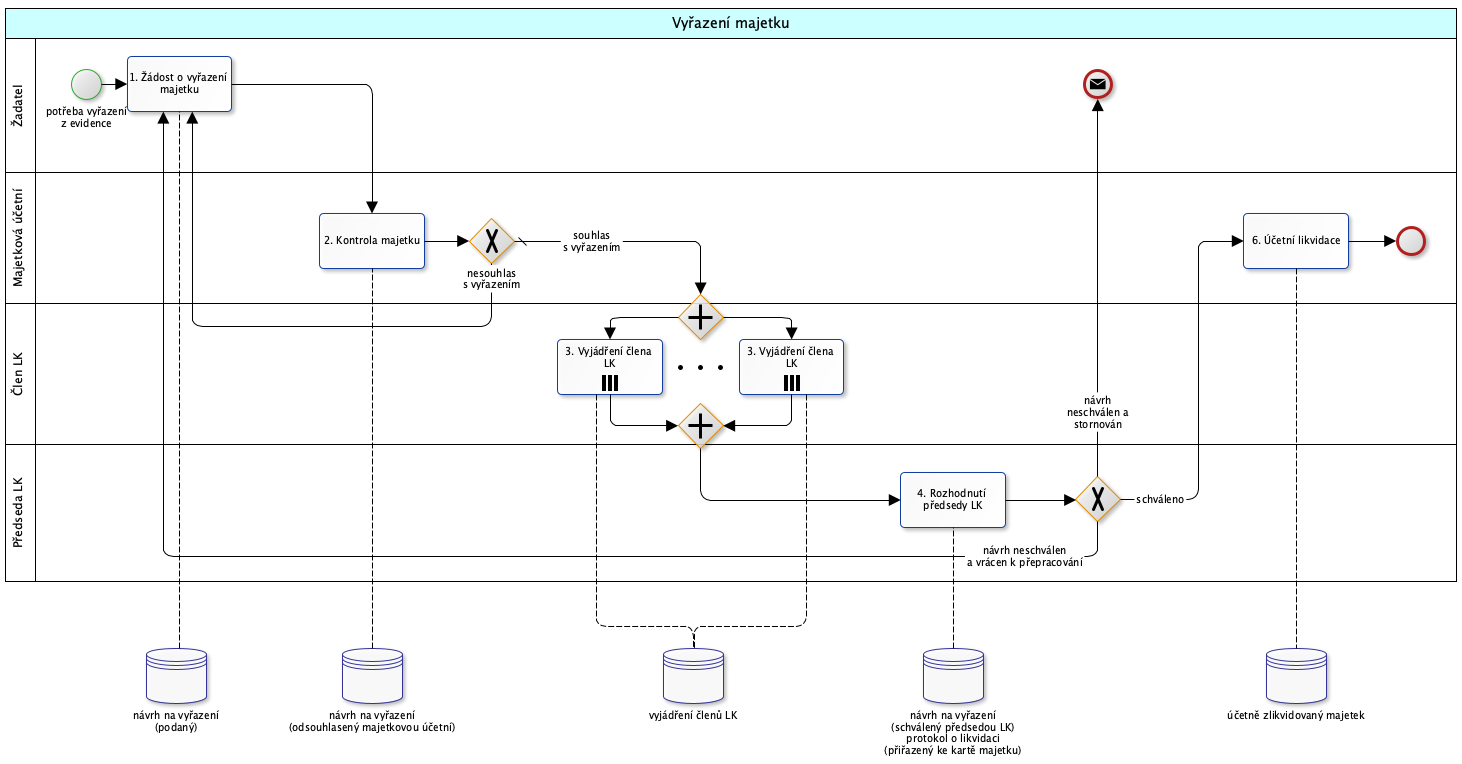 Vyřazení majetku
Žadatel
potřeba vyřazení
z evidence
1. Žádost o vyřazení
majetku
Majetková účetní
2. Kontrola majetku
nesouhlas
s vyřazením
souhlas
s vyřazením
6. Účetní likvidace
Člen LK
3. Vyjádření člena
LK
3. Vyjádření člena
LK
návrh
neschválen a
stornován
Předseda LK
4. Rozhodnutí
předsedy LK
schváleno
návrh neschválen
a vrácen k přepracování
návrh na vyřazení
(podaný)
návrh na vyřazení
(odsouhlasený majetkovou účetní)
vyjádření členů LK
návrh na vyřazení
(schválený předsedou LK)
protokol o likvidaci
(přiřazený ke kartě majetku)
účetně zlikvidovaný majetek